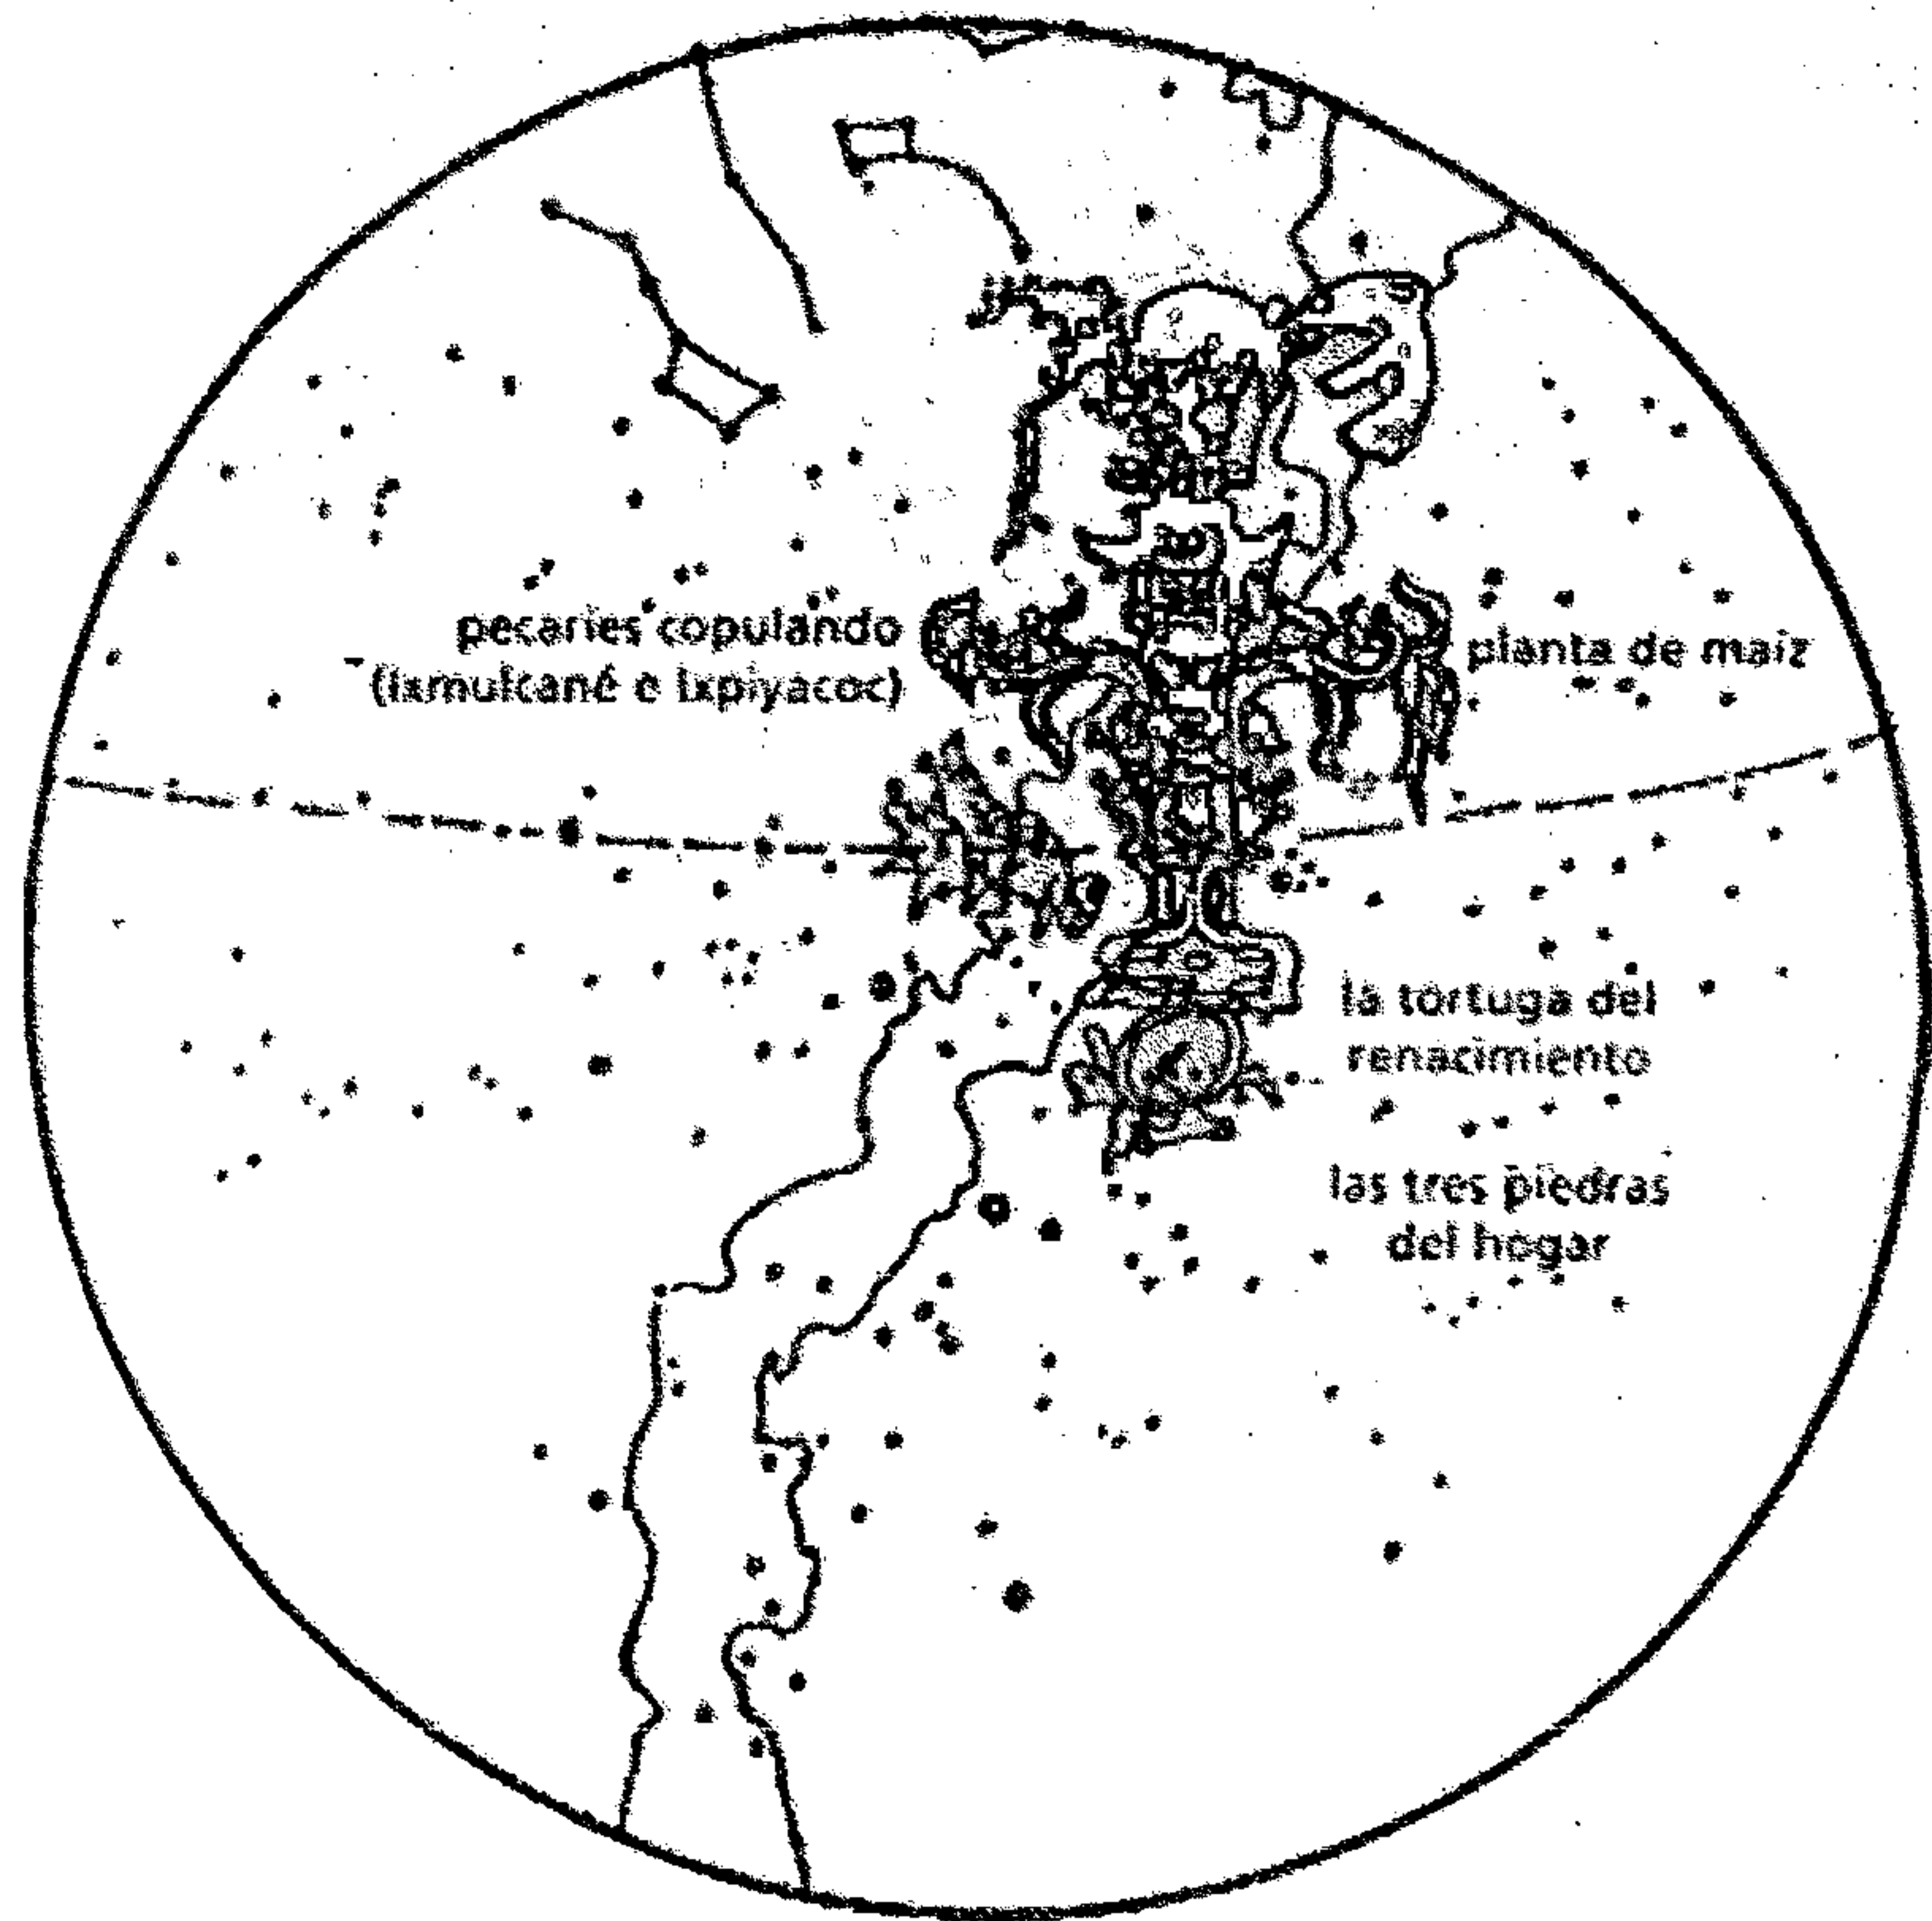 pecaries copulando
(Ixmukané e Ixpiyacoc)
planta de maíz
la tortuga del
renacimiento
las tres piedras
del hogar